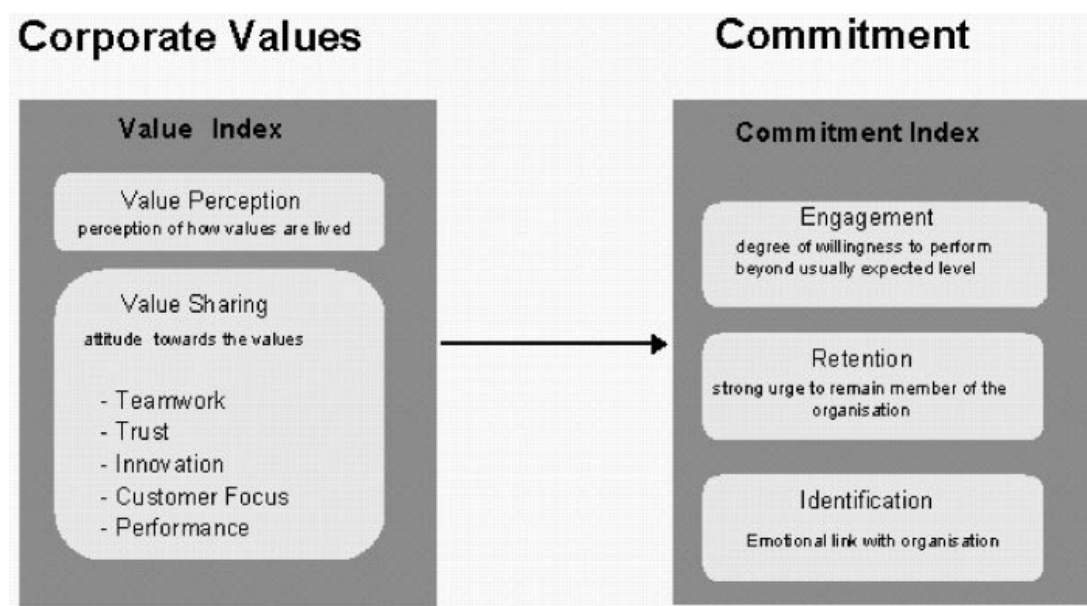 Corporate Values
Value Index
Value Perception
perception of how values are lived
Value Sharing
attitude towards the values
- Teamwork
- Trust
- Innovation
- Customer Focus
- Performance
Commitment
Commitment Index
Engagement
degree of willingness to perform
beyond usually expected level
Retention
strong urge to remain member of the
organisation
Identification
Emotional link with organisation